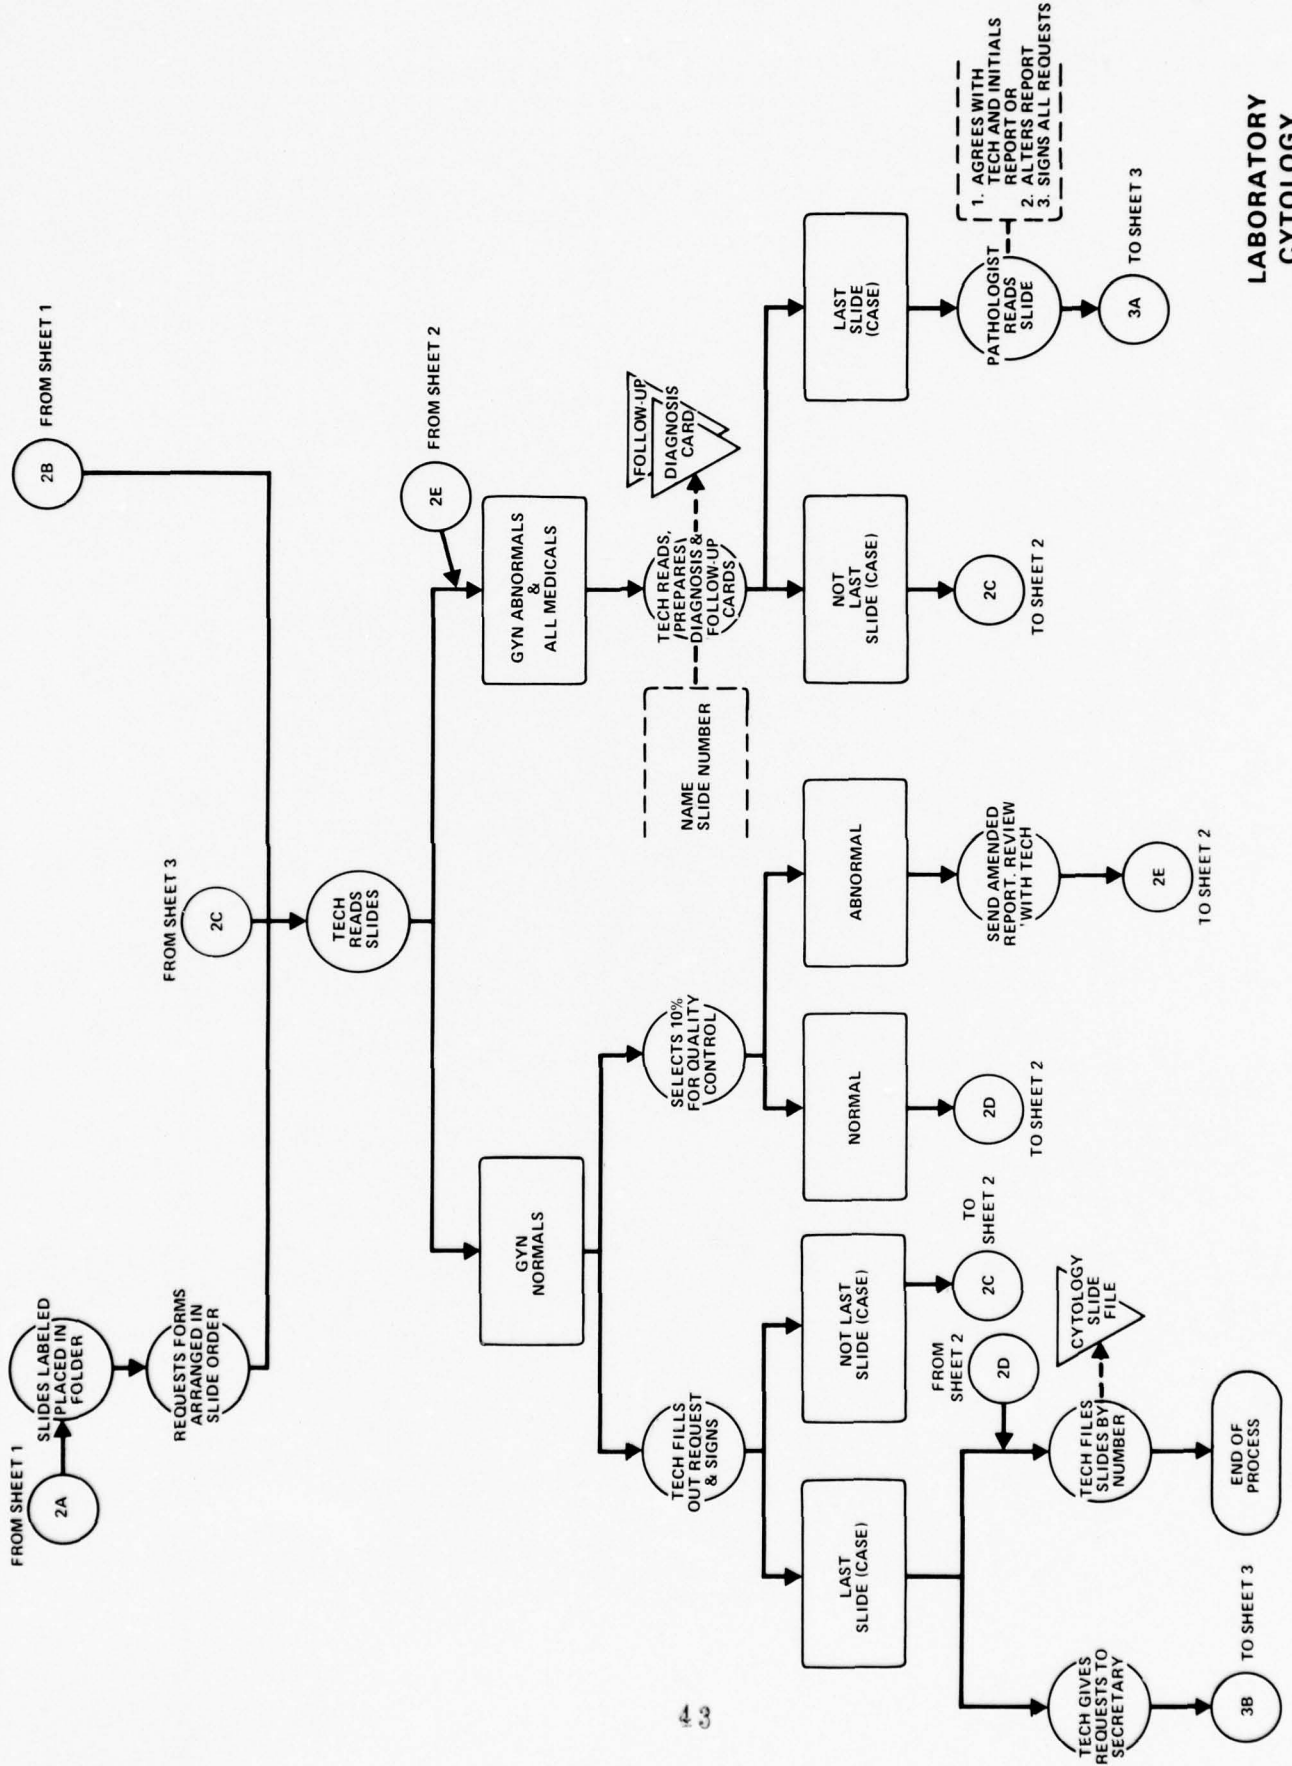 FROM SHEET 1
2A
SLIDES LABELED
PLACED IN
FOLDER
REQUESTS FORMS
ARRANGED IN
SLIDE ORDER
FROM SHEET 3
2C
2B
FROM SHEET 1
TECH
READS
SLIDES
GYN
NORMALS
2E
FROM SHEET 2
GYN ABNORMALS
&
ALL MEDICALS
TECH FILLS
OUT REQUEST
& SIGNS
SELECTS 10%
FOR QUALITY
CONTROL
NAME
SLIDE NUMBER
TECH READS,
PREPARES
DIAGNOSIS &
FOLLOW-UP
CARDS
FOLLOW-UP
DIAGNOSIS
CARD
LAST
SLIDE (CASE)
NOT LAST
SLIDE (CASE)
NORMAL
ABNORMAL
NOT
LAST
SLIDE (CASE)
LAST
SLIDE
(CASE)
FROM
SHEET 2
2D
2C
TO
SHEET 2
2D
TO SHEET 2
SEND AMENDED
REPORT. REVIEW
WITH TECH
2E
TO SHEET 2
2C
TO SHEET 2
PATHOLOGIST
READS
SLIDE
1. AGREES WITH
TECH AND INITIALS
REPORT OR
2. ALTERS REPORT
3. SIGNS ALL REQUESTS
3A
TO SHEET 3
TECH GIVES
REQUESTS TO
SECRETARY
TECH FILES
SLIDES BY
NUMBER
CYTOLOGY
SLIDE
FILE
3B
TO SHEET 3
END OF
PROCESS
LABORATORY
CYTOLOGY
43